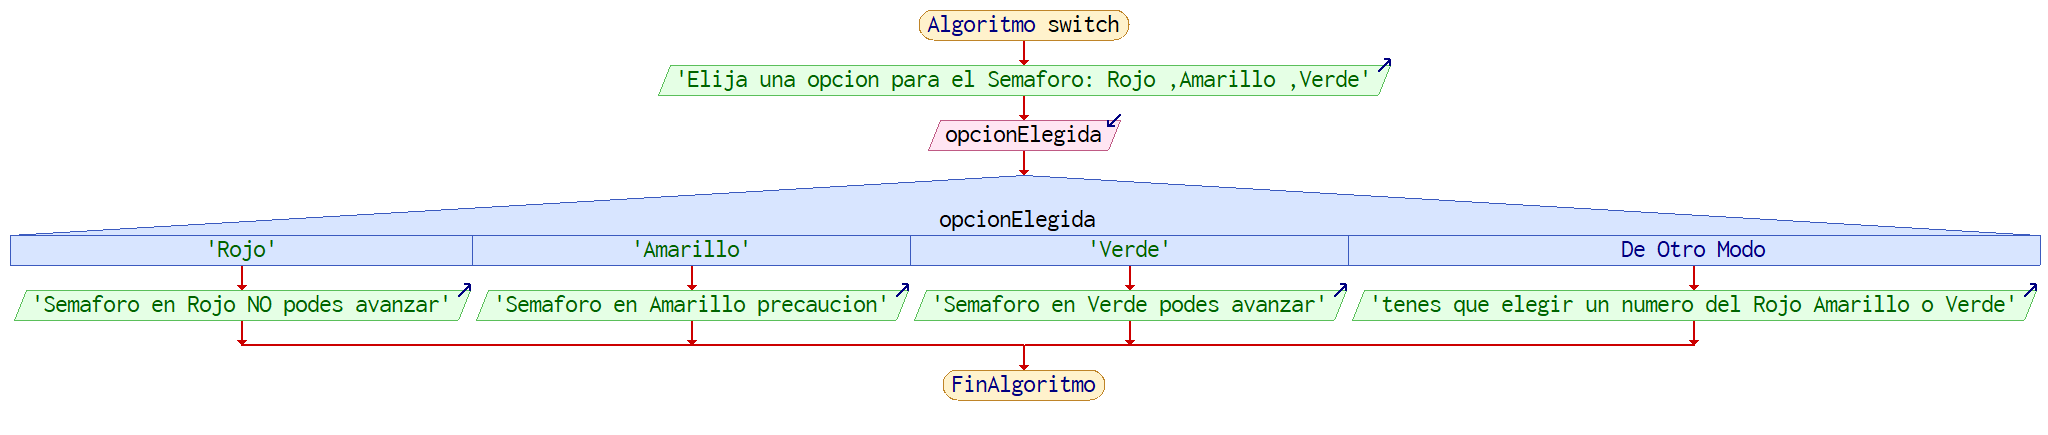 Algoritmo switch
'Elija una opcion para el Semaforo: Rojo ,Amarillo ,Verde'
opcionElegida
opcionElegida
'Rojo' 'Amarillo' 'Verde' De Otro Modo
'Semaforo en Rojo NO podes avanzar' 'Semaforo en Amarillo precaucion' 'Semaforo en Verde podes avanzar' 'tenes que elegir un numero del Rojo Amarillo o Verde'
FinAlgoritmo